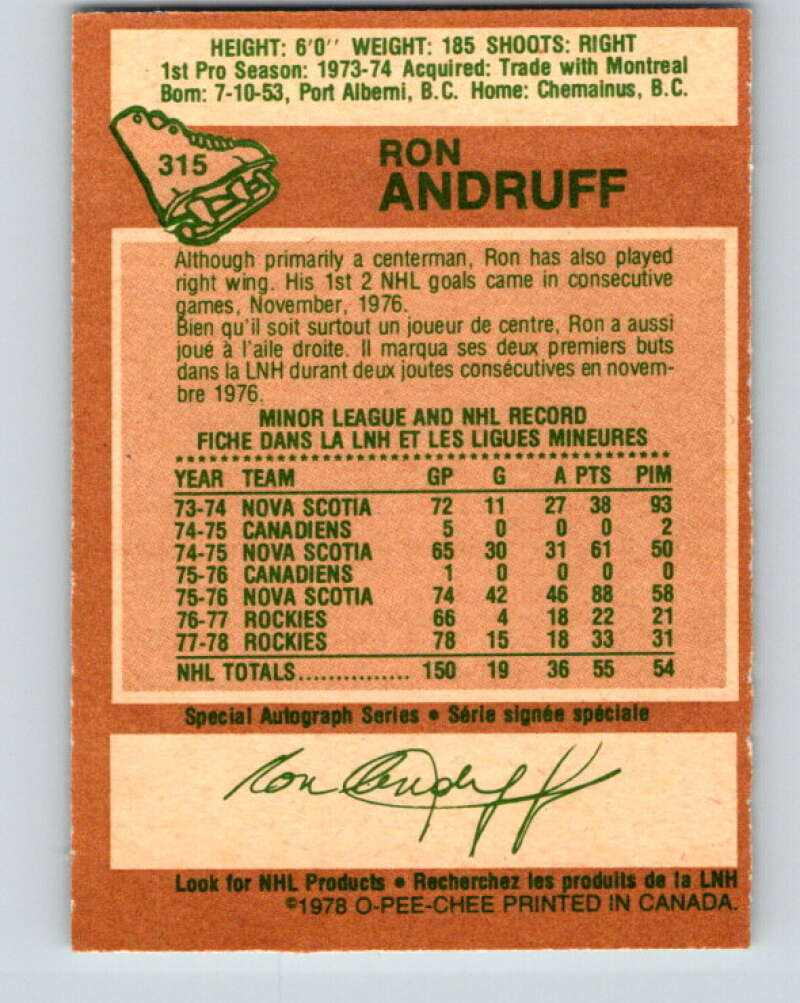 HEIGHT: 6'0'' WEIGHT: 185 SHOOTS: RIGHT
1st Pro Season: 1973-74 Acquired: Trade with Montreal
Born: 7-10-53, Port Alberni, B.C. Home: Chemainus, B.C.
315
RON
ANDRUFF
Although primarily a centerman, Ron has also played
right wing. His 1st 2 NHL goals came in consecutive
games, November, 1976.
Bien qu'il soit surtout un joueur de centre, Ron a aussi
joué à l'aile droite. Il marqua ses deux premiers buts
dans la LNH durant deux joutes consécutives en novem-
bre 1976.
MINOR LEAGUE AND NHL RECORD
FICHE DANS LA LNH ET LES LIGUES MINEURES
YEAR TEAM GP G A PTS PIM
73-74 NOVA SCOTIA 72 11 27 38 93
74-75 CANADIENS 5 0 0 0 2
74-75 NOVA SCOTIA 65 30 31 61 50
75-76 CANADIENS 1 0 0 0 0
75-76 NOVA SCOTIA 74 42 46 88 58
76-77 ROCKIES 66 4 18 22 21
77-78 ROCKIES 78 15 18 33 31
NHL TOTALS............... 150 19 36 55 54
Special Autograph Series • Série signée spéciale
Ron Andruff
Look for NHL Products • Recherchez les produits de la LNH
©1978 O-PEE-CHEE PRINTED IN CANADA.